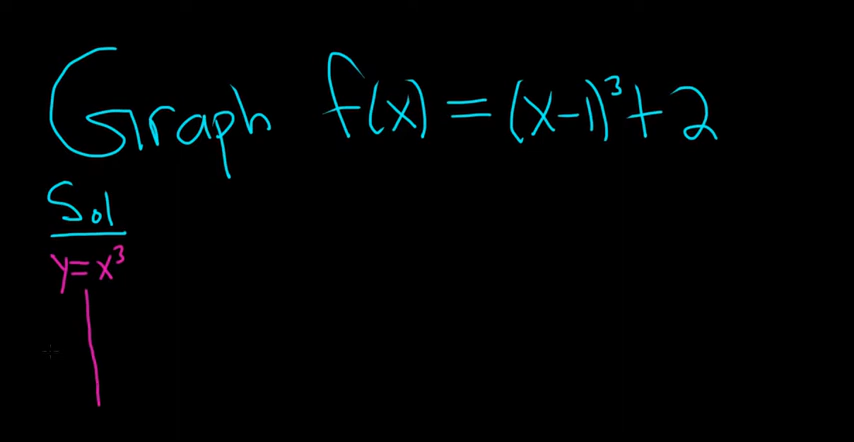 Graph f(x) = (x-1)³ + 2
Sol
y = x³